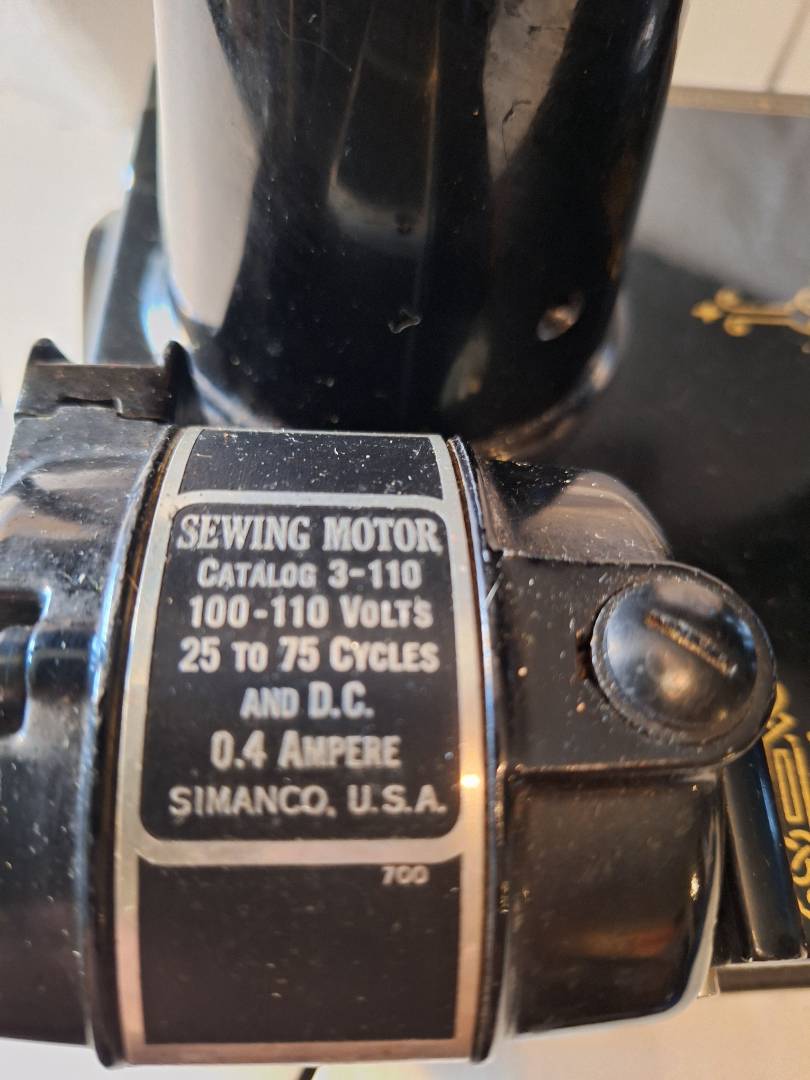 SEWING MOTOR
CATALOG 3-110
100-110 VOLTS
25 TO 75 CYCLES
AND D.C.
0.4 AMPERE
SIMANCO, U.S.A.
700